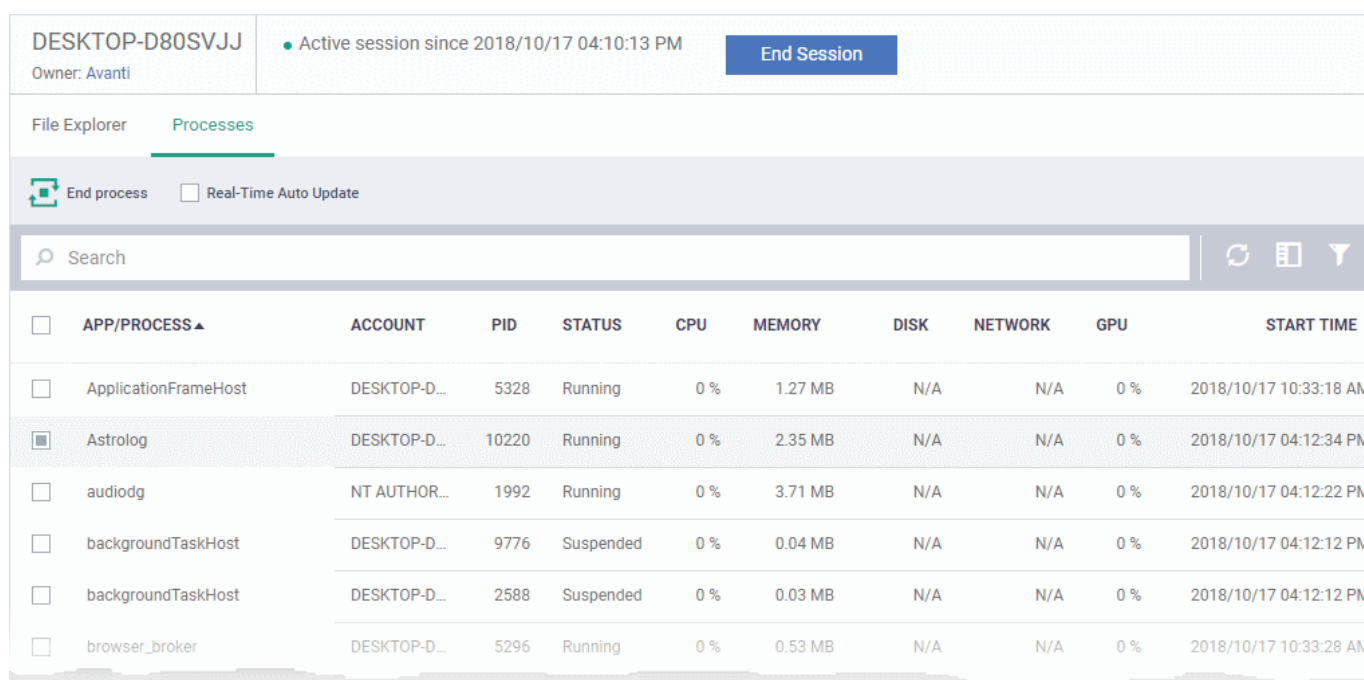 DESKTOP-D80SVJJ
Owner: Avanti
Active session since 2018/10/17 04:10:13 PM
End Session
File Explorer Processes
End process Real-Time Auto Update
Search
APP/PROCESS ACCOUNT PID STATUS CPU MEMORY DISK NETWORK GPU START TIME
ApplicationFrameHost DESKTOP-D... 5328 Running 0 % 1.27 MB N/A N/A 0 % 2018/10/17 10:33:18 AM
Astrolog DESKTOP-D... 10220 Running 0 % 2.35 MB N/A N/A 0 % 2018/10/17 04:12:34 PM
audiodg NT AUTHOR... 1992 Running 0 % 3.71 MB N/A N/A 0 % 2018/10/17 04:12:22 PM
backgroundTaskHost DESKTOP-D... 9776 Suspended 0 % 0.04 MB N/A N/A 0 % 2018/10/17 04:12:12 PM
backgroundTaskHost DESKTOP-D... 2588 Suspended 0 % 0.03 MB N/A N/A 0 % 2018/10/17 04:12:12 PM
browser_broker DESKTOP-D... 5296 Running 0 % 0.53 MB N/A N/A 0 % 2018/10/17 10:33:28 AM